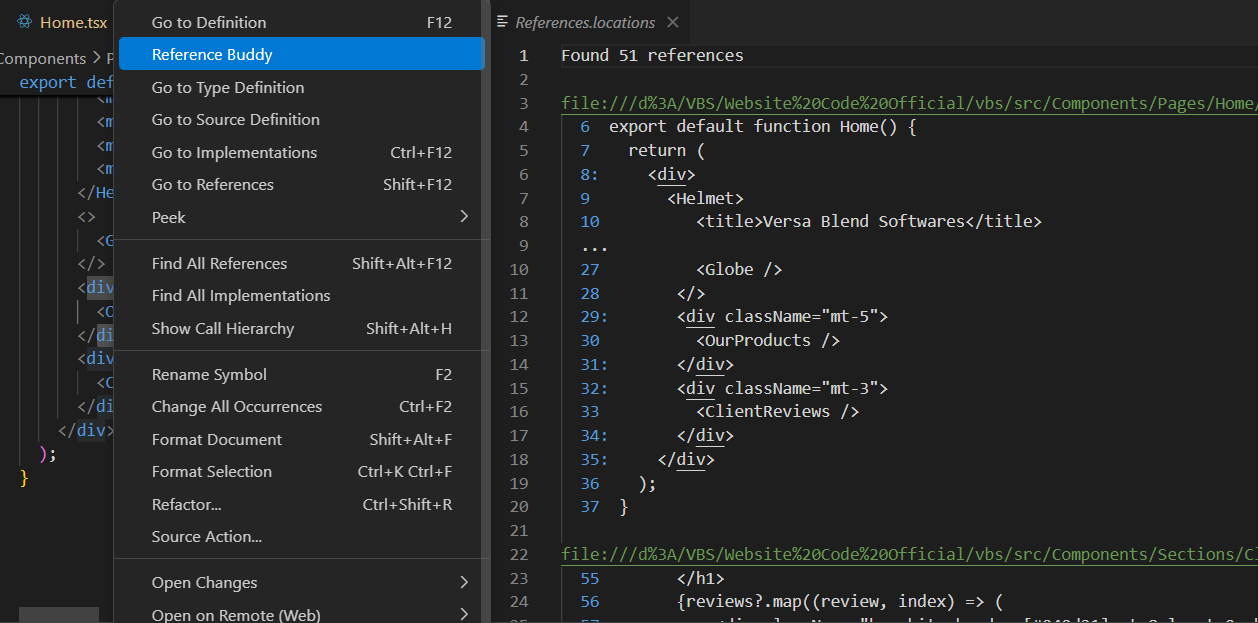 Home.tsx
Components > P
export def
<m
<m
<m
<m
</He
<>
<G
</>
<div
<O
</di
<div
<C
</di
</div>
);
}
Go to Definition F12
Reference Buddy
Go to Type Definition
Go to Source Definition
Go to Implementations Ctrl+F12
Go to References Shift+F12
Peek >
Find All References Shift+Alt+F12
Find All Implementations
Show Call Hierarchy Shift+Alt+H
Rename Symbol F2
Change All Occurrences Ctrl+F2
Format Document Shift+Alt+F
Format Selection Ctrl+K Ctrl+F
Refactor... Ctrl+Shift+R
Source Action...
Open Changes >
Open on Remote (Web) >
References.locations ×
1 Found 51 references
2
3 file:///d%3A/VBS/Website%20Code%20Official/vbs/src/Components/Pages/Home/
4 6 export default function Home() {
5 7 return (
6 8: <div>
7 9 <Helmet>
8 10 <title>Versa Blend Softwares</title>
9 ...
10 27 <Globe />
11 28 </>
12 29: <div className="mt-5">
13 30 <OurProducts />
14 31: </div>
15 32: <div className="mt-3">
16 33 <ClientReviews />
17 34: </div>
18 35: </div>
19 36 );
20 37 }
21
22 file:///d%3A/VBS/Website%20Code%20Official/vbs/src/Components/Sections/Cl
23 55 </h1>
24 56 {reviews?.map((review, index) => (